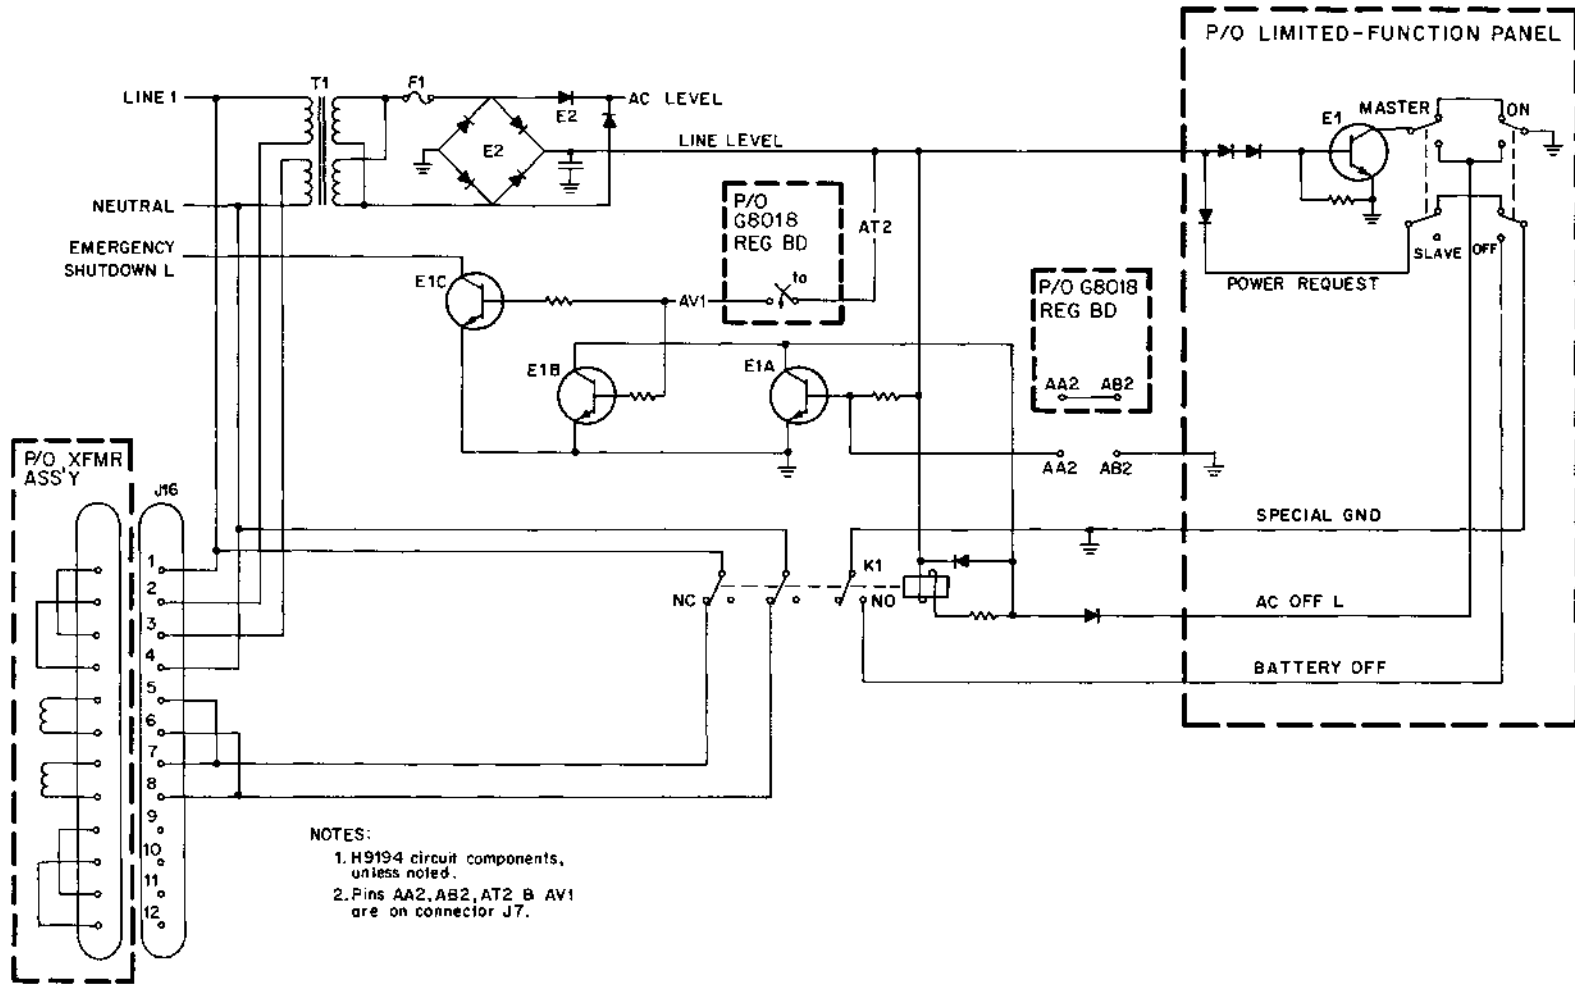 P/O LIMITED-FUNCTION PANEL
T1
F1
LINE 1
AC LEVEL
E2
E2
LINE LEVEL
MASTER
ON
E1
NEUTRAL
P/O
G8018
REG BD
AT2
EMERGENCY
SHUTDOWN L
SLAVE
OFF
E1C
to
AV1
P/O G8018
REG BD
POWER REQUEST
E1B
E1A
AA2 AB2
AA2 AB2
P/O XFMR
ASS'Y
J16
SPECIAL GND
1
2
3
4
5
6
7
8
9
10
11
12
K1
NC
NO
AC OFF L
BATTERY OFF
NOTES:
1. H9194 circuit components,
unless noted.
2. Pins AA2, AB2, AT2 & AV1
are on connector J7.